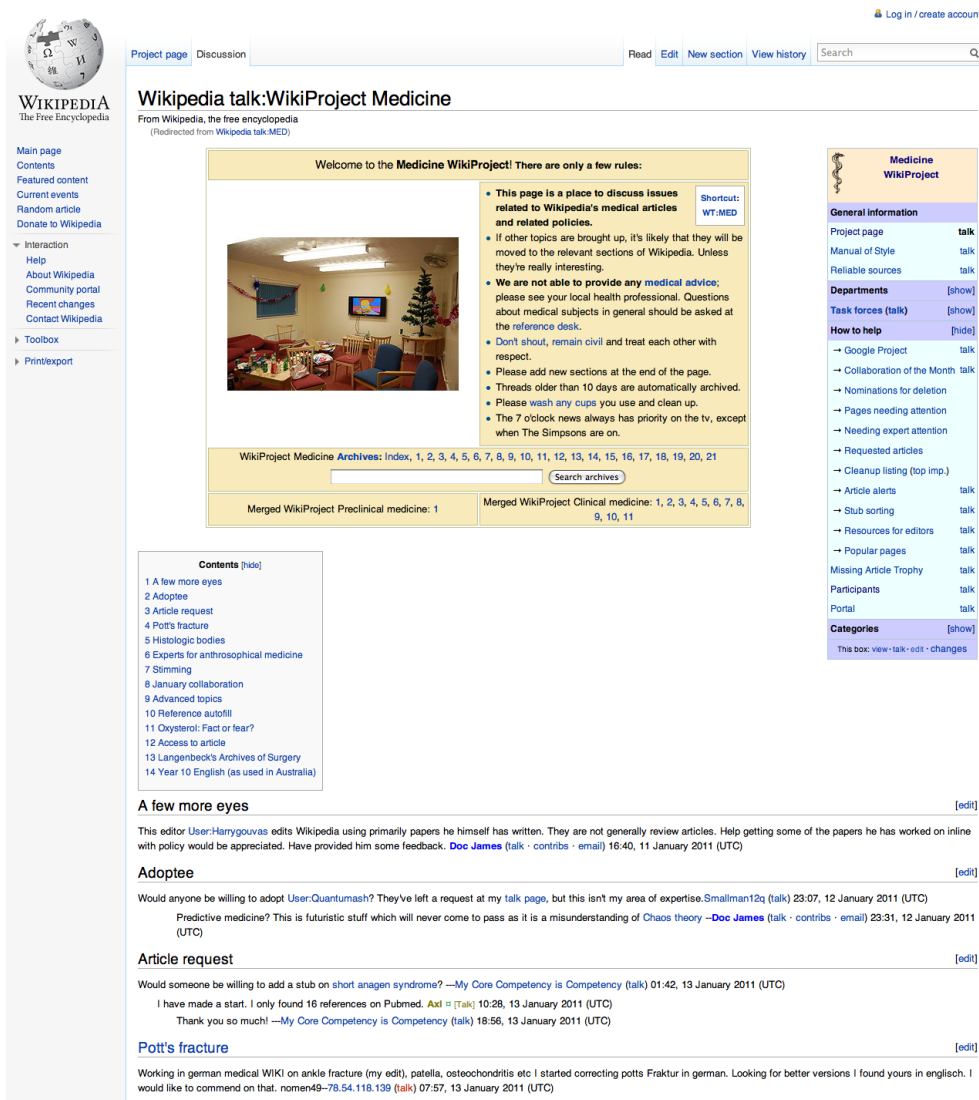 Log in / create accoun
Project page
Discussion
Read
Edit
New section
View history
Search
WIKIPEDIA
The Free Encyclopedia
Main page
Contents
Featured content
Current events
Random article
Donate to Wikipedia
Interaction
Help
About Wikipedia
Community portal
Recent changes
Contact Wikipedia
Toolbox
Print/export
Wikipedia talk:WikiProject Medicine
From Wikipedia, the free encyclopedia
(Redirected from Wikipedia talk:MED)
Welcome to the Medicine WikiProject! There are only a few rules:
Shortcut:
WT:MED
• This page is a place to discuss issues
related to Wikipedia's medical articles
and related policies.
• If other topics are brought up, it's likely that they will be
moved to the relevant sections of Wikipedia. Unless
they're really interesting.
• We are not able to provide any medical advice;
please see your local health professional. Questions
about medical subjects in general should be asked at
the reference desk.
• Don't shout, remain civil and treat each other with
respect.
• Please add new sections at the end of the page.
• Threads older than 10 days are automatically archived.
• Please wash any cups you use and clean up.
• The 7 o'clock news always has priority on the tv, except
when The Simpsons are on.
WikiProject Medicine Archives: Index, 1, 2, 3, 4, 5, 6, 7, 8, 9, 10, 11, 12, 13, 14, 15, 16, 17, 18, 19, 20, 21
Search archives
Merged WikiProject Preclinical medicine: 1
Merged WikiProject Clinical medicine: 1, 2, 3, 4, 5, 6, 7, 8,
9, 10, 11
Medicine
WikiProject
General information
Project page talk
Manual of Style talk
Reliable sources talk
Departments [show]
Task forces (talk) [show]
How to help [hide]
→ Google Project talk
→ Collaboration of the Month talk
→ Nominations for deletion
→ Pages needing attention
→ Needing expert attention
→ Requested articles
→ Cleanup listing (top imp.)
→ Article alerts talk
→ Stub sorting talk
→ Resources for editors talk
→ Popular pages talk
Missing Article Trophy talk
Participants talk
Portal talk
Categories [show]
This box: view · talk · edit · changes
Contents [hide]
1 A few more eyes
2 Adoptee
3 Article request
4 Pott's fracture
5 Histologic bodies
6 Experts for anthrosophical medicine
7 Stimming
8 January collaboration
9 Advanced topics
10 Reference autofill
11 Oxysterol: Fact or fear?
12 Access to article
13 Langenbeck's Archives of Surgery
14 Year 10 English (as used in Australia)
A few more eyes [edit]
This editor User:Harrygouvas edits Wikipedia using primarily papers he himself has written. They are not generally review articles. Help getting some of the papers he has worked on inline
with policy would be appreciated. Have provided him some feedback. Doc James (talk · contribs · email) 16:40, 11 January 2011 (UTC)
Adoptee [edit]
Would anyone be willing to adopt User:Quantumash? They've left a request at my talk page, but this isn't my area of expertise.Smallman12q (talk) 23:07, 12 January 2011 (UTC)
Predictive medicine? This is futuristic stuff which will never come to pass as it is a misunderstanding of Chaos theory --Doc James (talk · contribs · email) 23:31, 12 January 2011
(UTC)
Article request [edit]
Would someone be willing to add a stub on short anagen syndrome? ---My Core Competency is Competency (talk) 01:42, 13 January 2011 (UTC)
I have made a start. I only found 16 references on Pubmed. Axl ¤ [Talk] 10:28, 13 January 2011 (UTC)
Thank you so much! ---My Core Competency is Competency (talk) 18:56, 13 January 2011 (UTC)
Pott's fracture [edit]
Working in german medical WIKI on ankle fracture (my edit), patella, osteochondritis etc I started correcting potts Fraktur in german. Looking for better versions I found yours in englisch. I
would like to commend on that. nomen49--78.54.118.139 (talk) 07:57, 13 January 2011 (UTC)